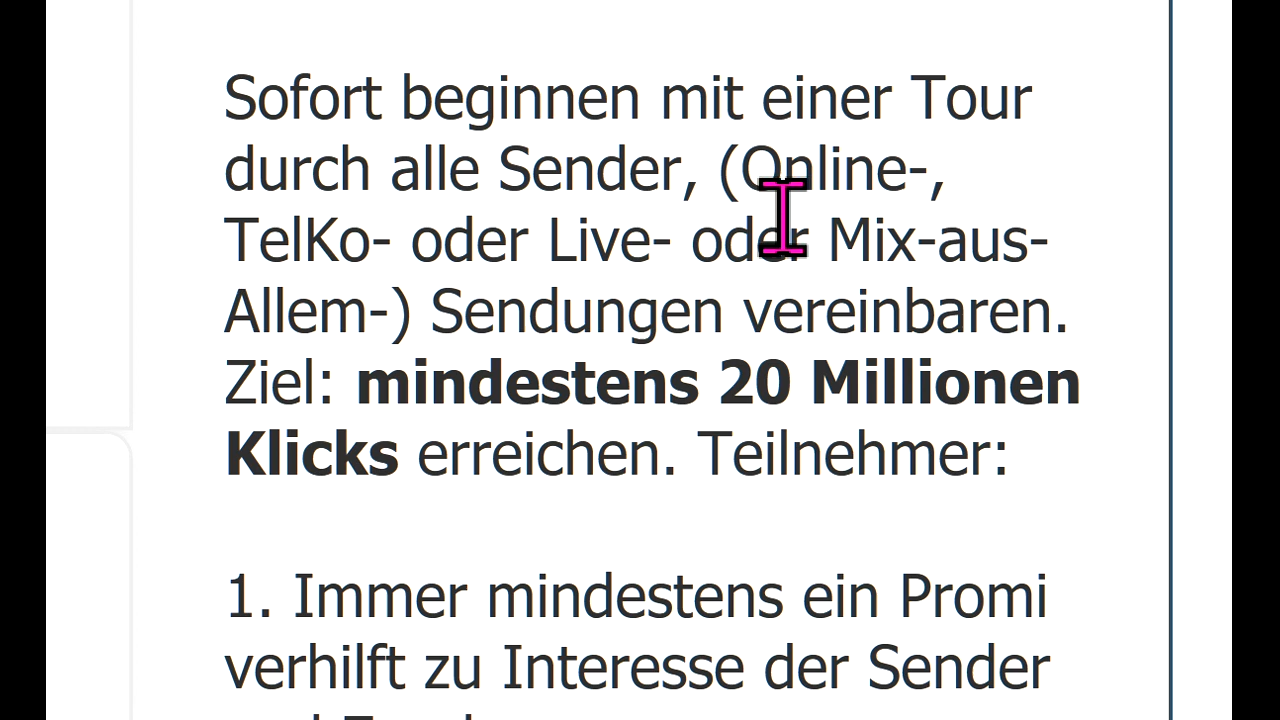 Sofort beginnen mit einer Tour
durch alle Sender, (Online-,
TelKo- oder Live- oder Mix-aus-
Allem-) Sendungen vereinbaren.
Ziel: mindestens 20 Millionen
Klicks erreichen. Teilnehmer:
1. Immer mindestens ein Promi
verhilft zu Interesse der Sender